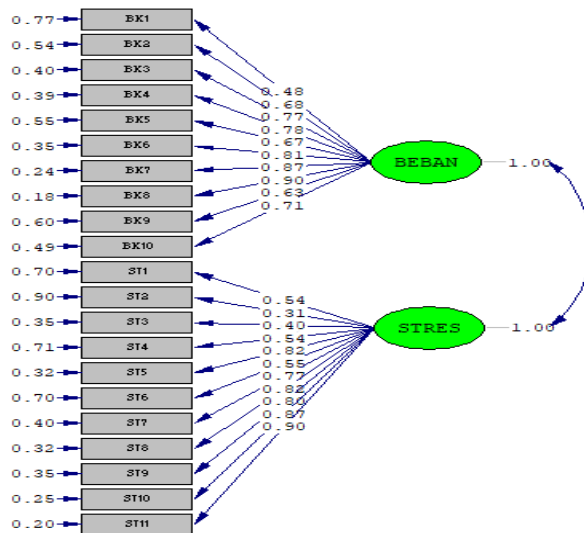 0.77 BK1
0.54 BK2
0.40 BK3
0.39 BK4
0.55 BK5
0.35 BK6
0.24 BK7
0.18 BK8
0.60 BK9
0.49 BK10
0.70 ST1
0.90 ST2
0.35 ST3
0.71 ST4
0.32 ST5
0.70 ST6
0.40 ST7
0.32 ST8
0.35 ST9
0.25 ST10
0.20 ST11
0.48
0.68
0.77
0.78
0.67
0.81
0.87
0.90
0.63
0.71
BEBAN 1.00
0.54
0.31
0.40
0.54
0.82
0.55
0.77
0.82
0.80
0.87
0.90
STRES 1.00